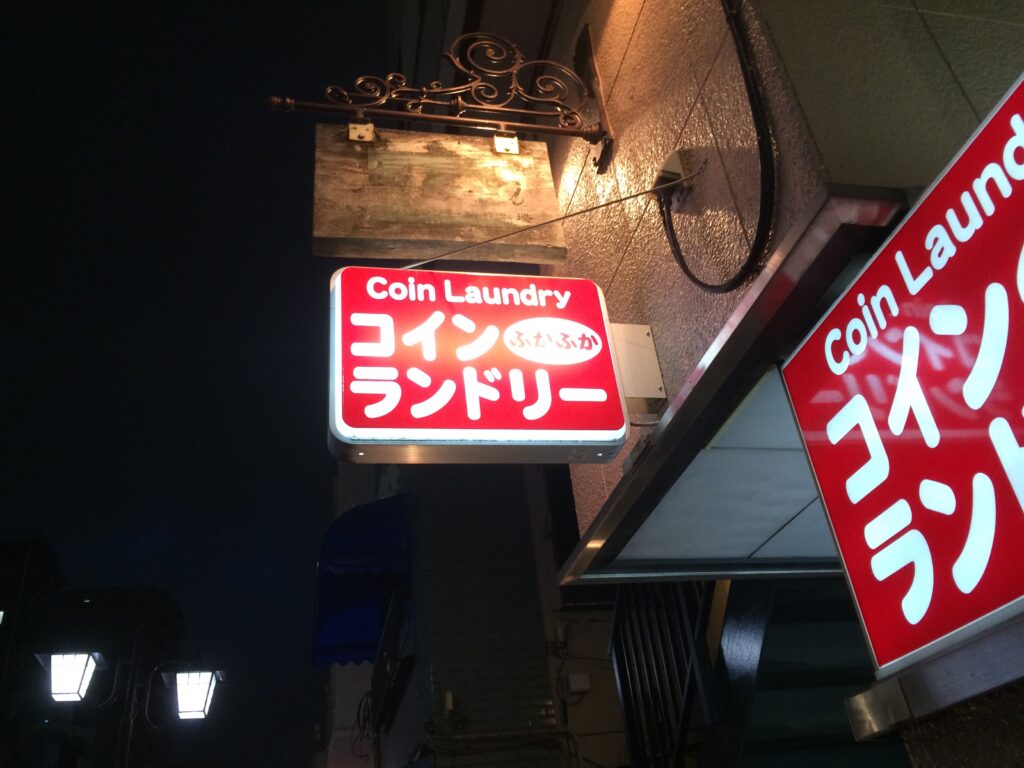 Coin Laundry
コイン ふかふか
ランドリー
Coin Laund
コイン
ランド